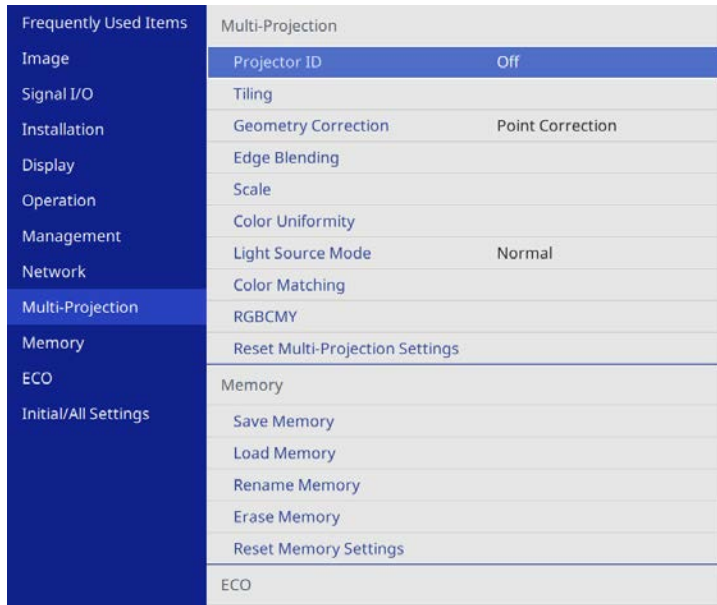 Frequently Used Items
Image
Signal I/O
Installation
Display
Operation
Management
Network
Multi-Projection
Memory
ECO
Initial/All Settings
Multi-Projection
Projector ID Off
Tiling
Geometry Correction Point Correction
Edge Blending
Scale
Color Uniformity
Light Source Mode Normal
Color Matching
RGBCMY
Reset Multi-Projection Settings
Memory
Save Memory
Load Memory
Rename Memory
Erase Memory
Reset Memory Settings
ECO